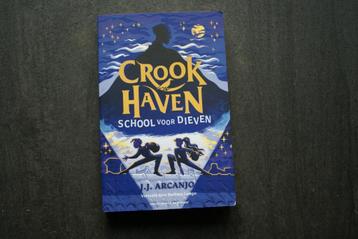 CROOK
HAVEN
SCHOOL VOOR DIEVEN
J.J. ARCANJO